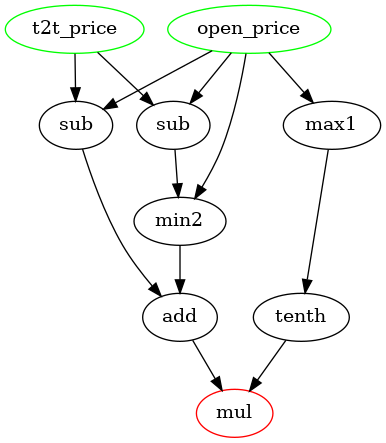 t2t_price
open_price
sub
sub
max1
min2
add
tenth
mul